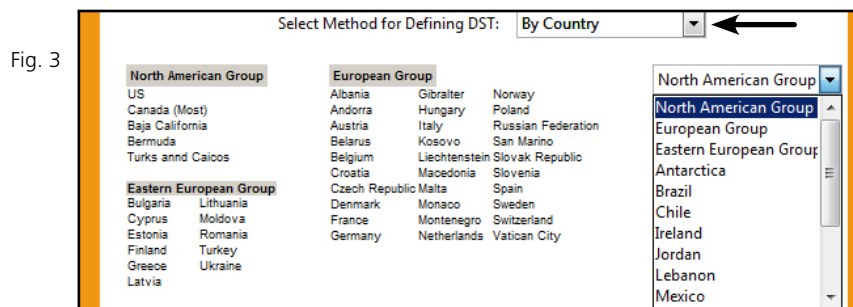 Select Method for Defining DST: By Country
Fig. 3
North American Group
US
Canada (Most)
Baja California
Bermuda
Turks annd Caicos
Eastern European Group
Bulgaria Lithuania
Cyprus Moldova
Estonia Romania
Finland Turkey
Greece Ukraine
Latvia
European Group
Albania Gibralter Norway
Andorra Hungary Poland
Austria Italy Russian Federation
Belarus Kosovo San Marino
Belgium Liechtenstein Slovak Republic
Croatia Macedonia Slovenia
Czech Republic Malta Spain
Denmark Monaco Sweden
France Montenegro Switzerland
Germany Netherlands Vatican City
North American Group
North American Group
European Group
Eastern European Group
Antarctica
Brazil
Chile
Ireland
Jordan
Lebanon
Mexico